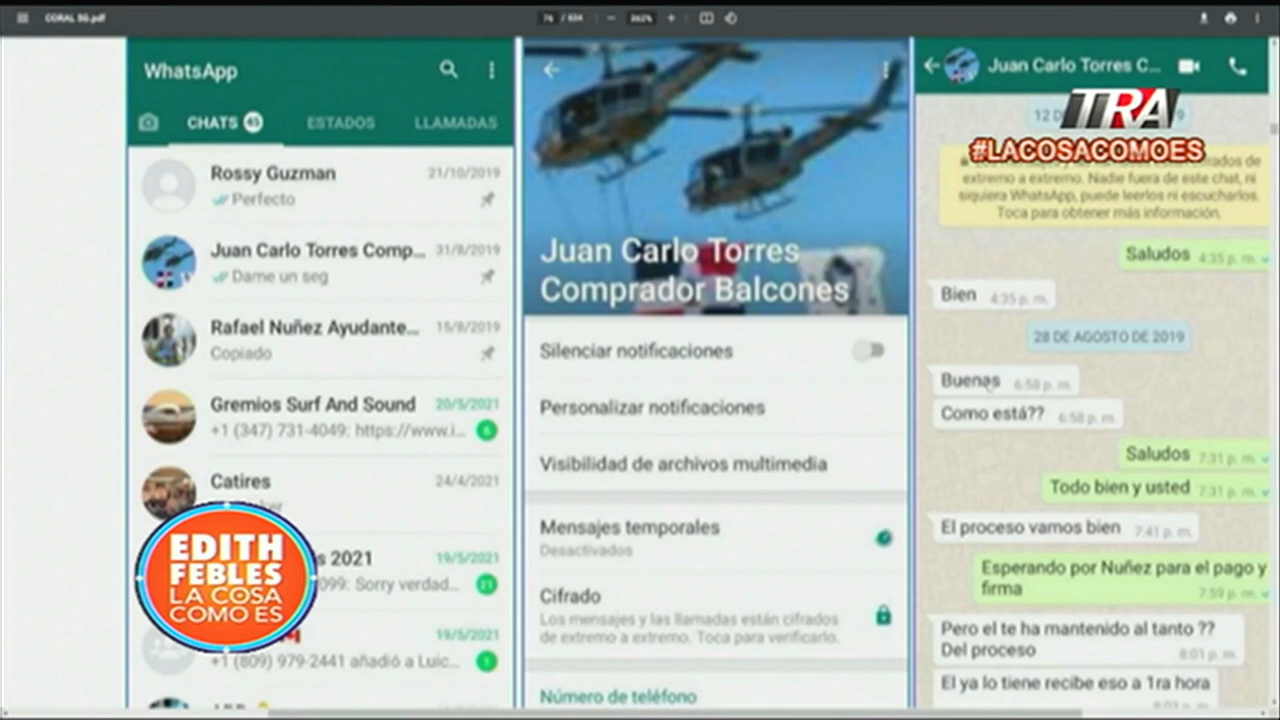 CORAL 5G.pdf
76 / 604
WhatsApp
CHATS 45 ESTADOS LLAMADAS
Rossy Guzman 21/10/2019
Perfecto
Juan Carlo Torres Comp... 31/8/2019
Dame un seg
Rafael Nuñez Ayudante... 15/8/2019
Copiado
Gremios Surf And Sound 20/5/2021
+1 (347) 731-4049: https://www.i... 6
Catires 24/4/2021
s 2021 19/5/2021
099: Sorry verdad... 21
19/5/2021
+1 (809) 979-2441 añadió a Luic... 1
EDITH
FEBLES
LA COSA
COMO ES
Juan Carlo Torres
Comprador Balcones
Silenciar notificaciones
Personalizar notificaciones
Visibilidad de archivos multimedia
Mensajes temporales
Desactivados
Cifrado
Los mensajes y las llamadas están cifrados
de extremo a extremo. Toca para verificarlo.
Número de teléfono
Juan Carlo Torres C...
TRA
#LACOSACOMOES
cifrados de
extremo a extremo. Nadie fuera de este chat, ni
siquiera WhatsApp, puede leerlos ni escucharlos.
Toca para obtener más información.
Saludos 4:35 p. m.
Bien 4:35 p. m.
28 DE AGOSTO DE 2019
Buenas 6:58 p. m.
Como está?? 6:58 p. m.
Saludos 7:31 p. m.
Todo bien y usted 7:31 p. m.
El proceso vamos bien 7:41 p. m.
Esperando por Nuñez para el pago y
firma 7:59 p. m.
Pero el te ha mantenido al tanto ??
Del proceso 8:01 p. m.
El ya lo tiene recibe eso a 1ra hora